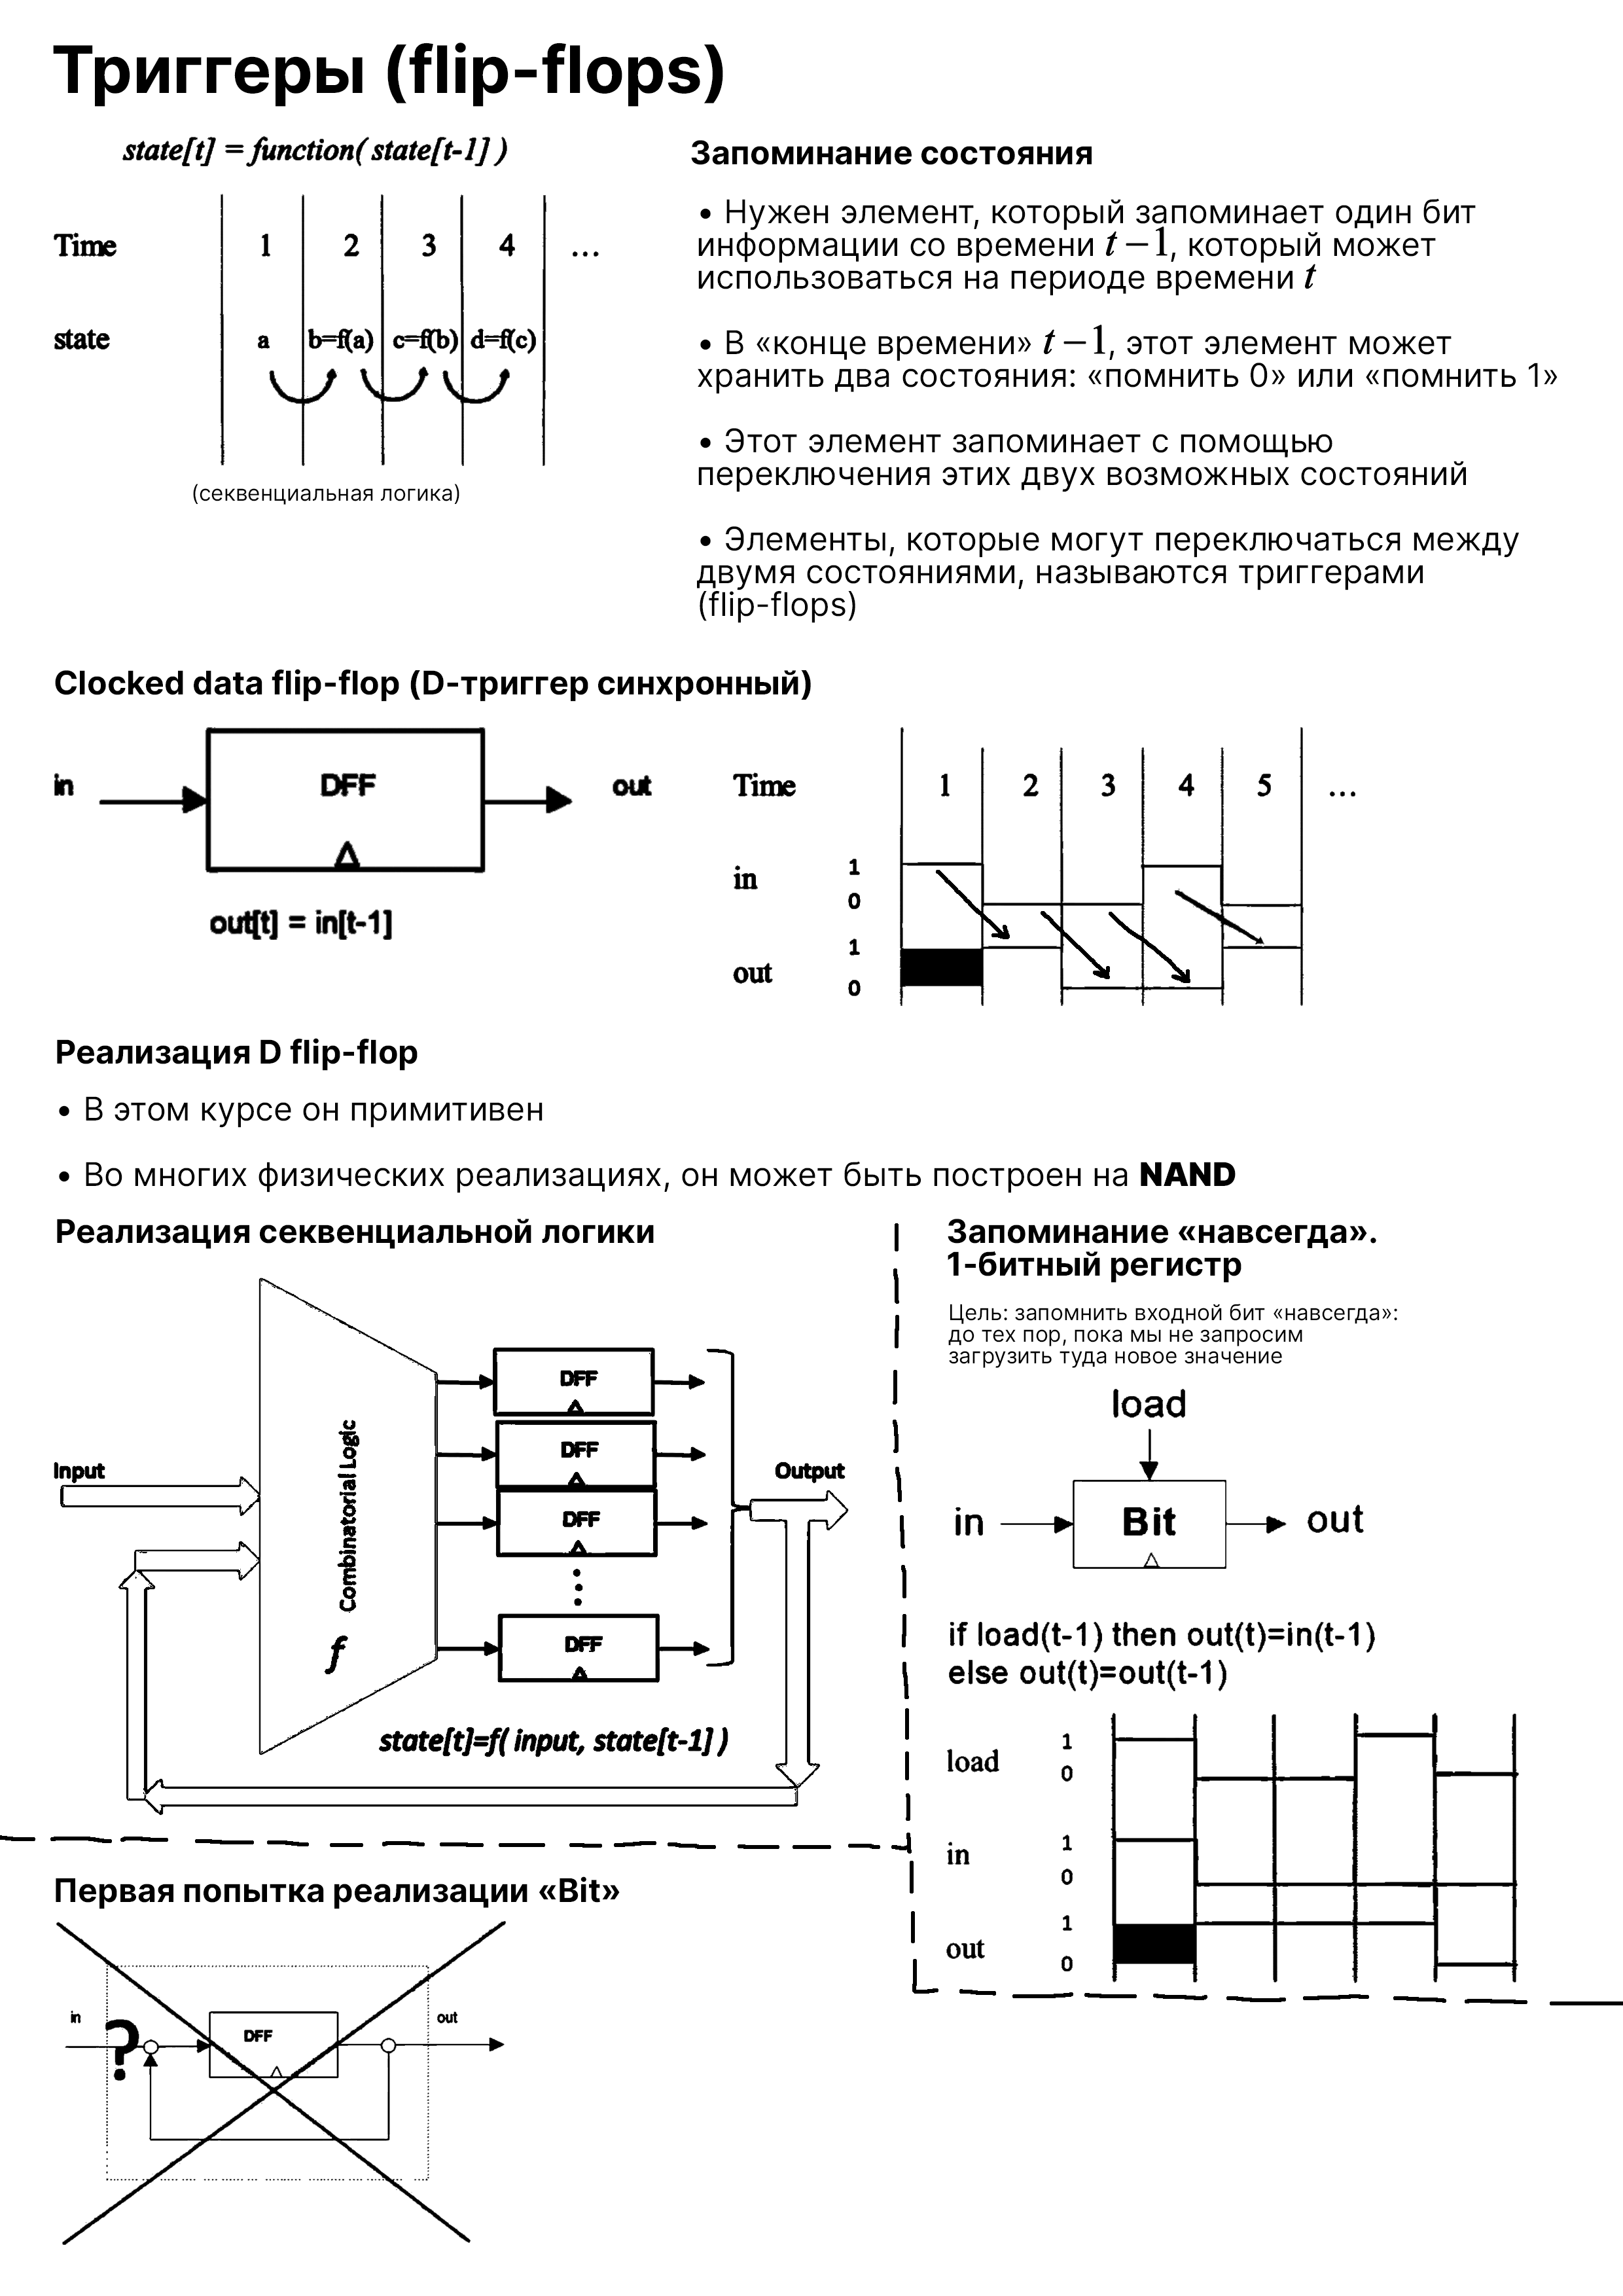 Триггеры (flip-flops)
state[t] = function( state[t-1] )
Time 1 2 3 4 ...
state a b=f(a) c=f(b) d=f(c)
(секвенциальная логика)
Запоминание состояния
• Нужен элемент, который запоминает один бит
информации со времени t – 1, который может
использоваться на периоде времени t
• В «конце времени» t – 1, этот элемент может
хранить два состояния: «помнить 0» или «помнить 1»
• Этот элемент запоминает с помощью
переключения этих двух возможных состояний
• Элементы, которые могут переключаться между
двумя состояниями, называются триггерами
(flip-flops)
Clocked data flip-flop (D-триггер синхронный)
in DFF out
out[t] = in[t-1]
Time 1 2 3 4 5 ...
in 1
0
out 1
0
Реализация D flip-flop
• В этом курсе он примитивен
• Во многих физических реализациях, он может быть построен на NAND
Реализация секвенциальной логики
Input
Combinatorial Logic
f
DFF
DFF
DFF
DFF
Output
state[t]=f( input, state[t-1] )
Запоминание «навсегда».
1-битный регистр
Цель: запомнить входной бит «навсегда»:
до тех пор, пока мы не запросим
загрузить туда новое значение
load
in Bit out
if load(t-1) then out(t)=in(t-1)
else out(t)=out(t-1)
load 1
0
in 1
0
out 1
0
Первая попытка реализации «Bit»
in ? DFF out